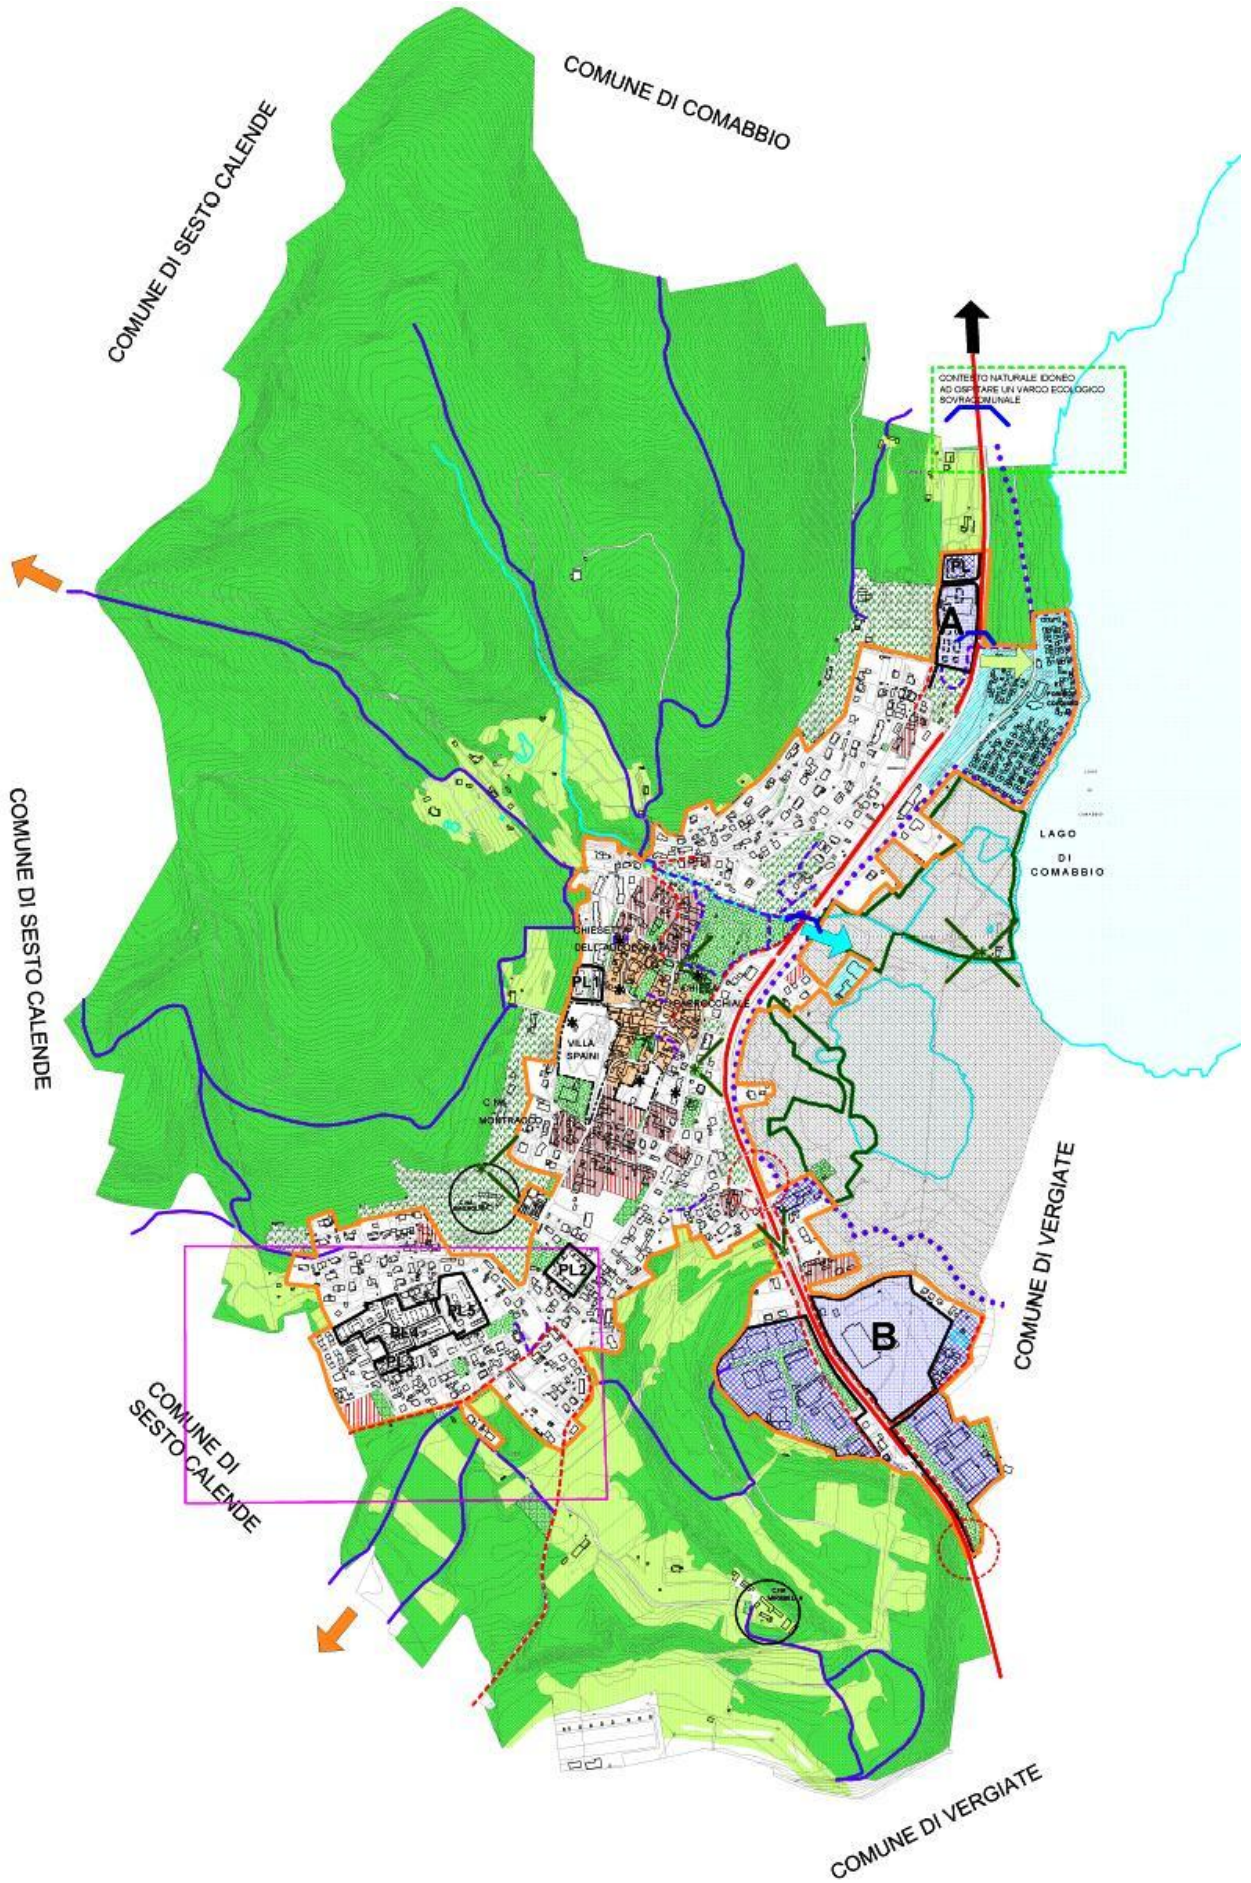 COMUNE DI COMABBIO
COMUNE DI SESTO CALENDE
CONTESTO NATURALE IDONEO
AD OSPITARE UN VARCO ECOLOGICO
SOVRACOMUNALE
PL
A
COMUNE DI SESTO CALENDE
LAGO
DI
COMABBIO
PL1
VILLA
SPAINI
COMUNE DI VERGIATE
PL2
PL5
PL4
PL3
B
COMUNE DI
SESTO CALENDE
COMUNE DI VERGIATE